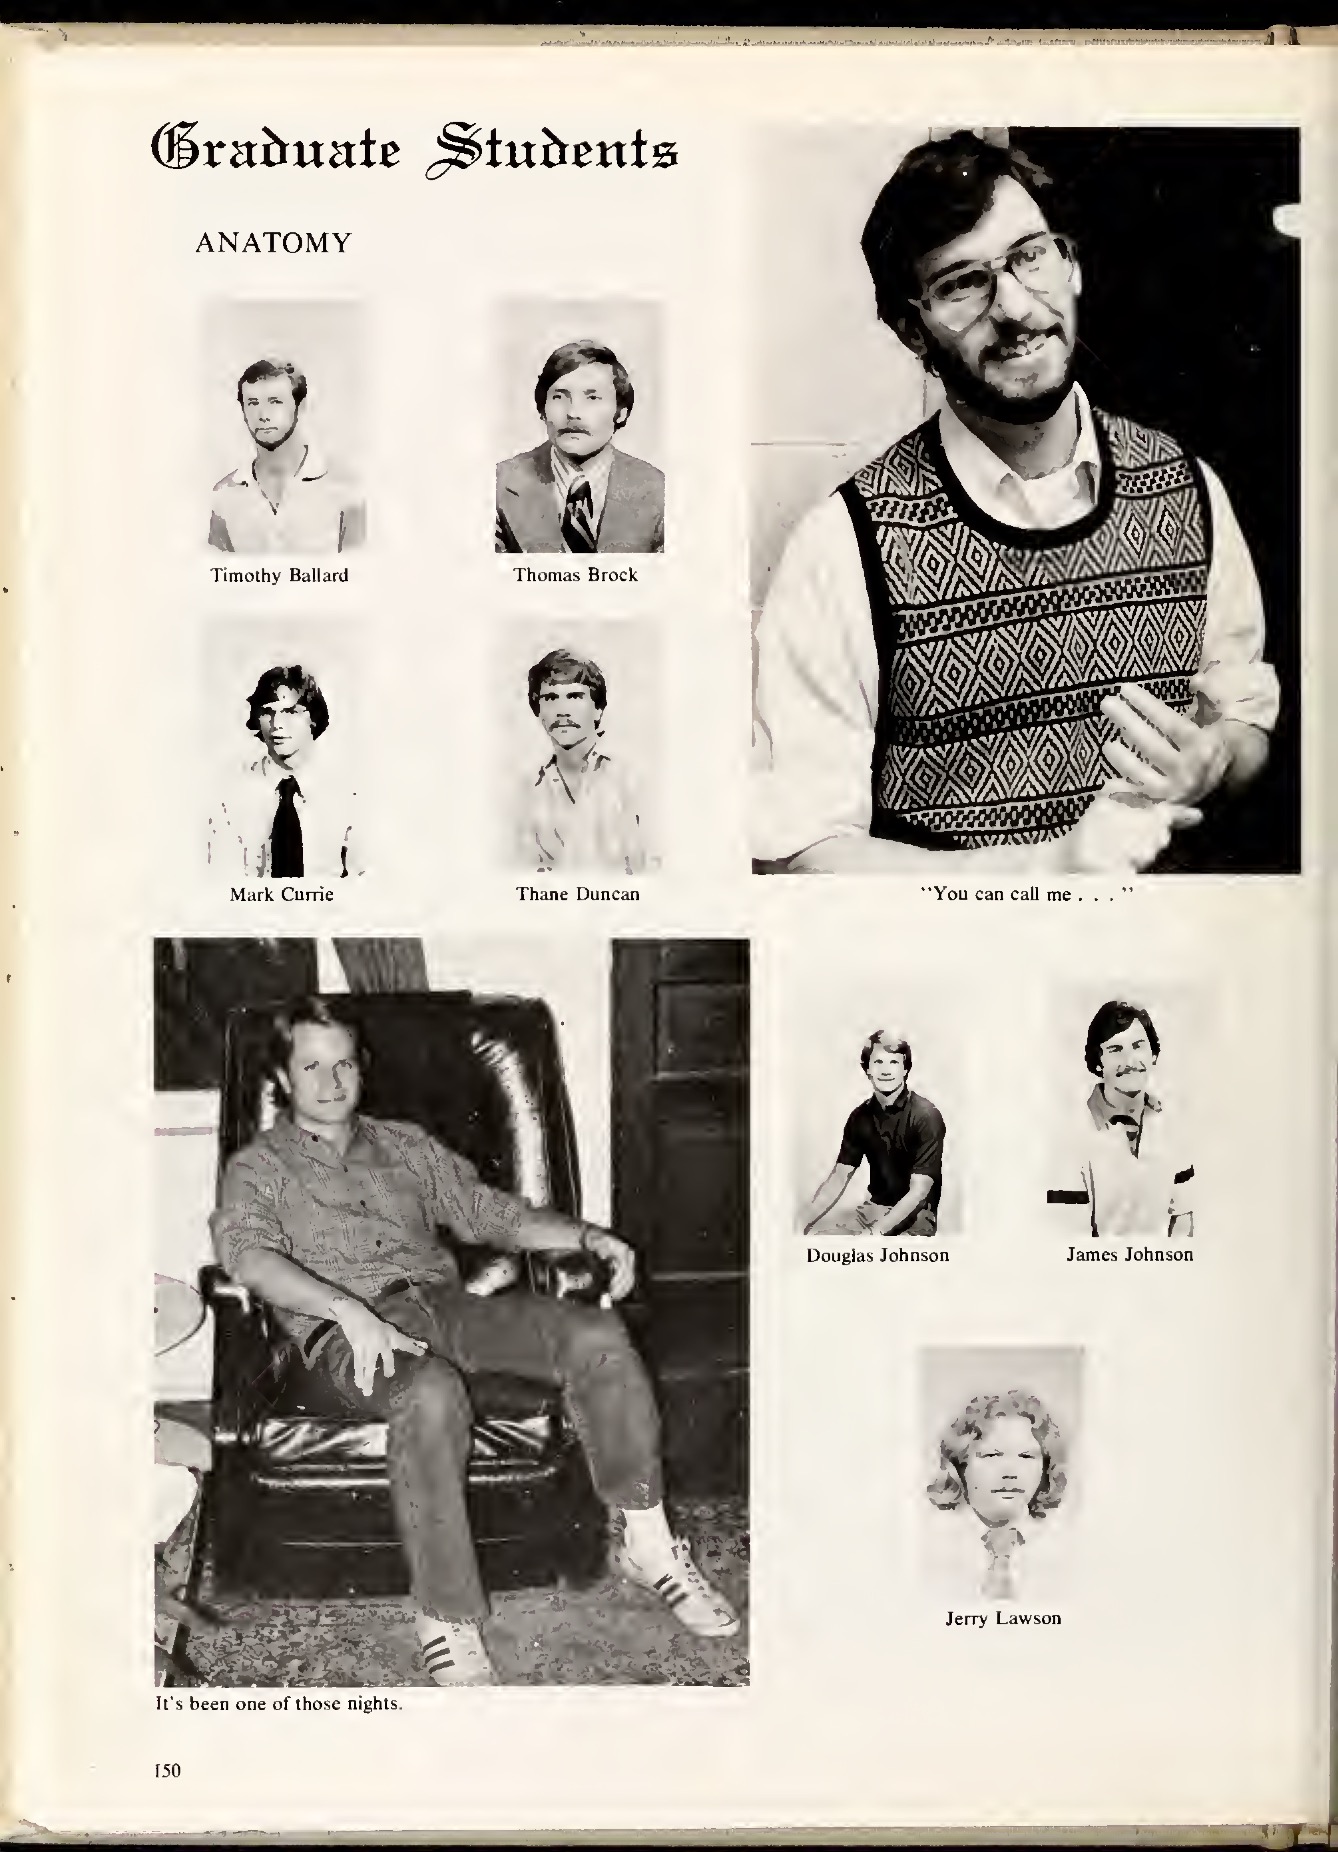 Graduate Students
ANATOMY
Timothy Ballard
Thomas Brock
Mark Currie
Thane Duncan
"You can call me . . . "
Douglas Johnson
James Johnson
Jerry Lawson
It's been one of those nights.
150